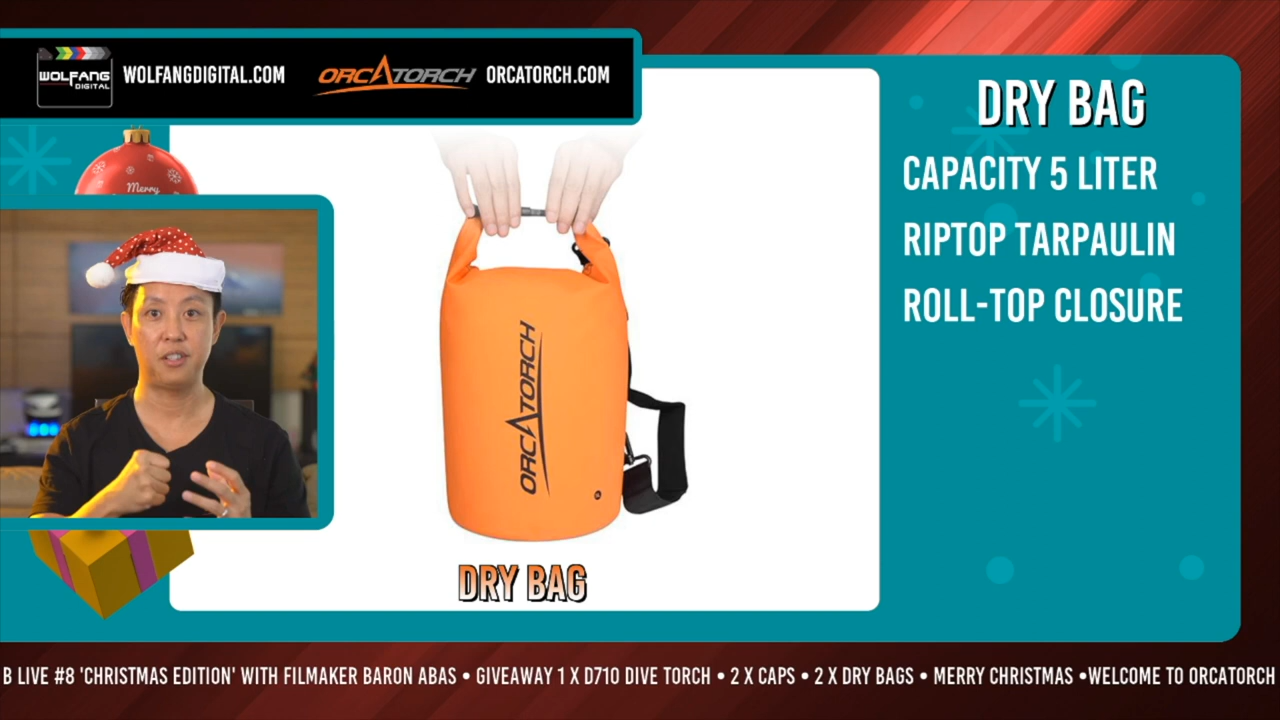 WOLFANG
DIGITAL
WOLFANGDIGITAL.COM
ORCATORCH
ORCATORCH.COM
Merry
DRY BAG
CAPACITY 5 LITER
RIPTOP TARPAULIN
ROLL-TOP CLOSURE
ORCATORCH
DRY BAG
B LIVE #8 'CHRISTMAS EDITION' WITH FILMAKER BARON ABAS • GIVEAWAY 1 X D710 DIVE TORCH • 2 X CAPS • 2 X DRY BAGS • MERRY CHRISTMAS •WELCOME TO ORCATORCH